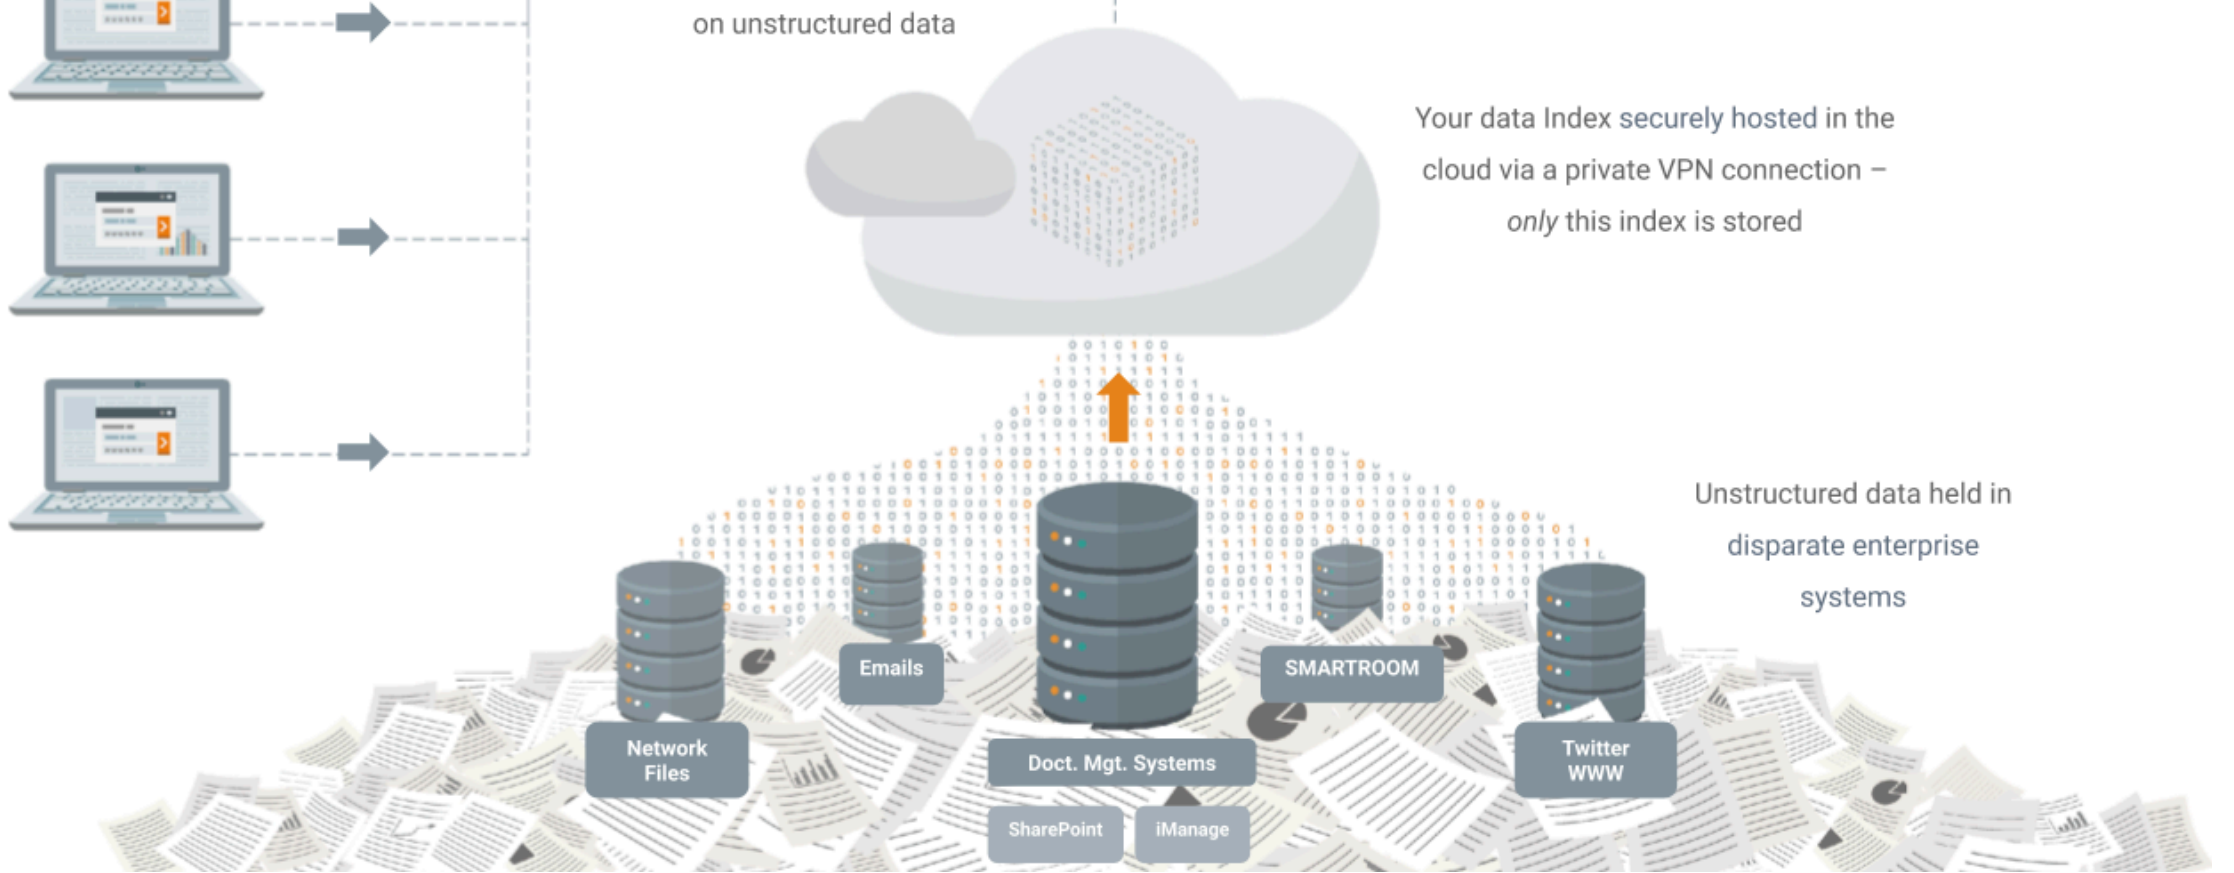 on unstructured data
Your data Index securely hosted in the
cloud via a private VPN connection –
only this index is stored
Unstructured data held in
disparate enterprise
systems
Emails
SMARTROOM
Network
Files
Doct. Mgt. Systems
Twitter
WWW
SharePoint
iManage